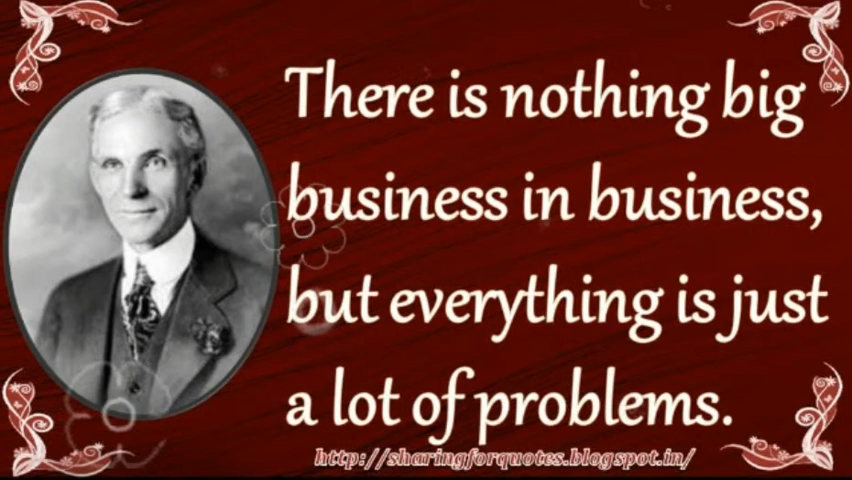 There is nothing big
business in business,
but everything is just
a lot of problems.
http://sharingforquotes.blogspot.in/